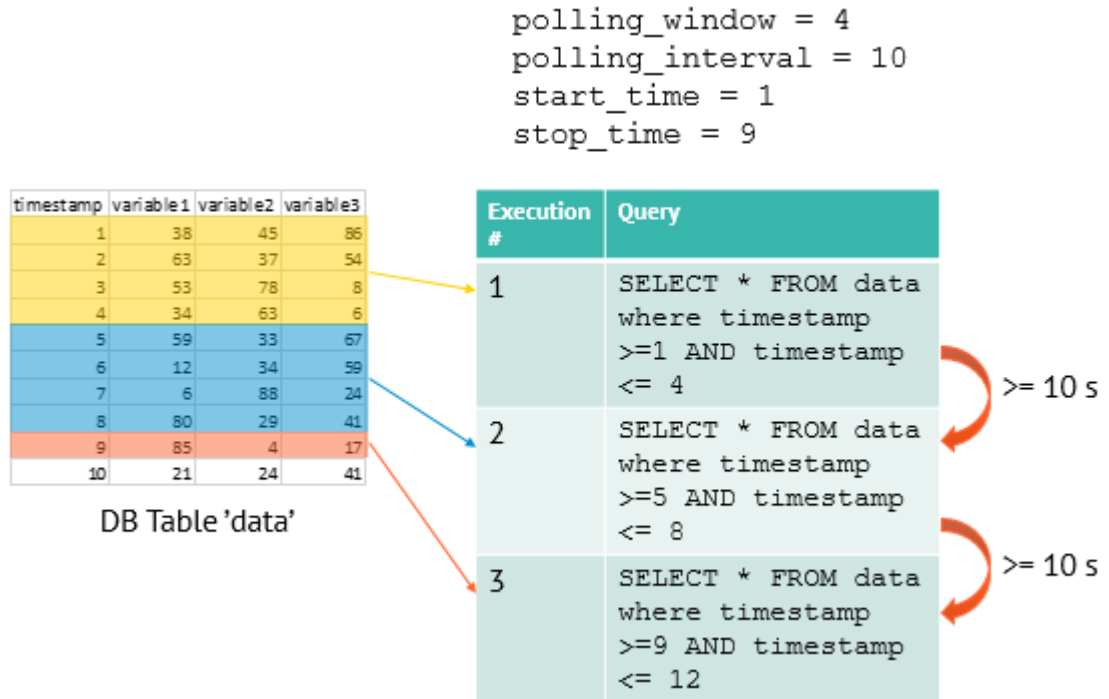 polling_window = 4
polling_interval = 10
start_time = 1
stop_time = 9
timestamp variable1 variable2 variable3
1 38 45 86
2 63 37 54
3 53 78 8
4 34 63 6
5 59 33 67
6 12 34 59
7 6 88 24
8 80 29 41
9 85 4 17
10 21 24 41
DB Table 'data'
Execution Query
#
1 SELECT * FROM data
where timestamp
>=1 AND timestamp
<= 4
>= 10 s
2 SELECT * FROM data
where timestamp
>=5 AND timestamp
<= 8
>= 10 s
3 SELECT * FROM data
where timestamp
>=9 AND timestamp
<= 12